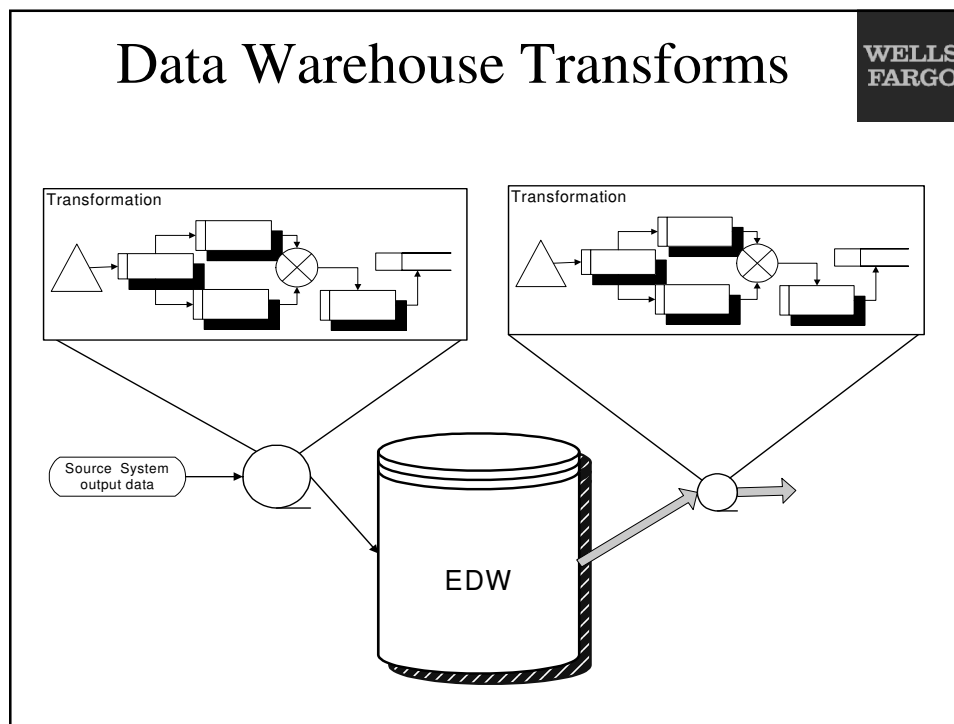 Data Warehouse Transforms
WELLS
FARGO
Transformation
Transformation
Source System
output data
EDW